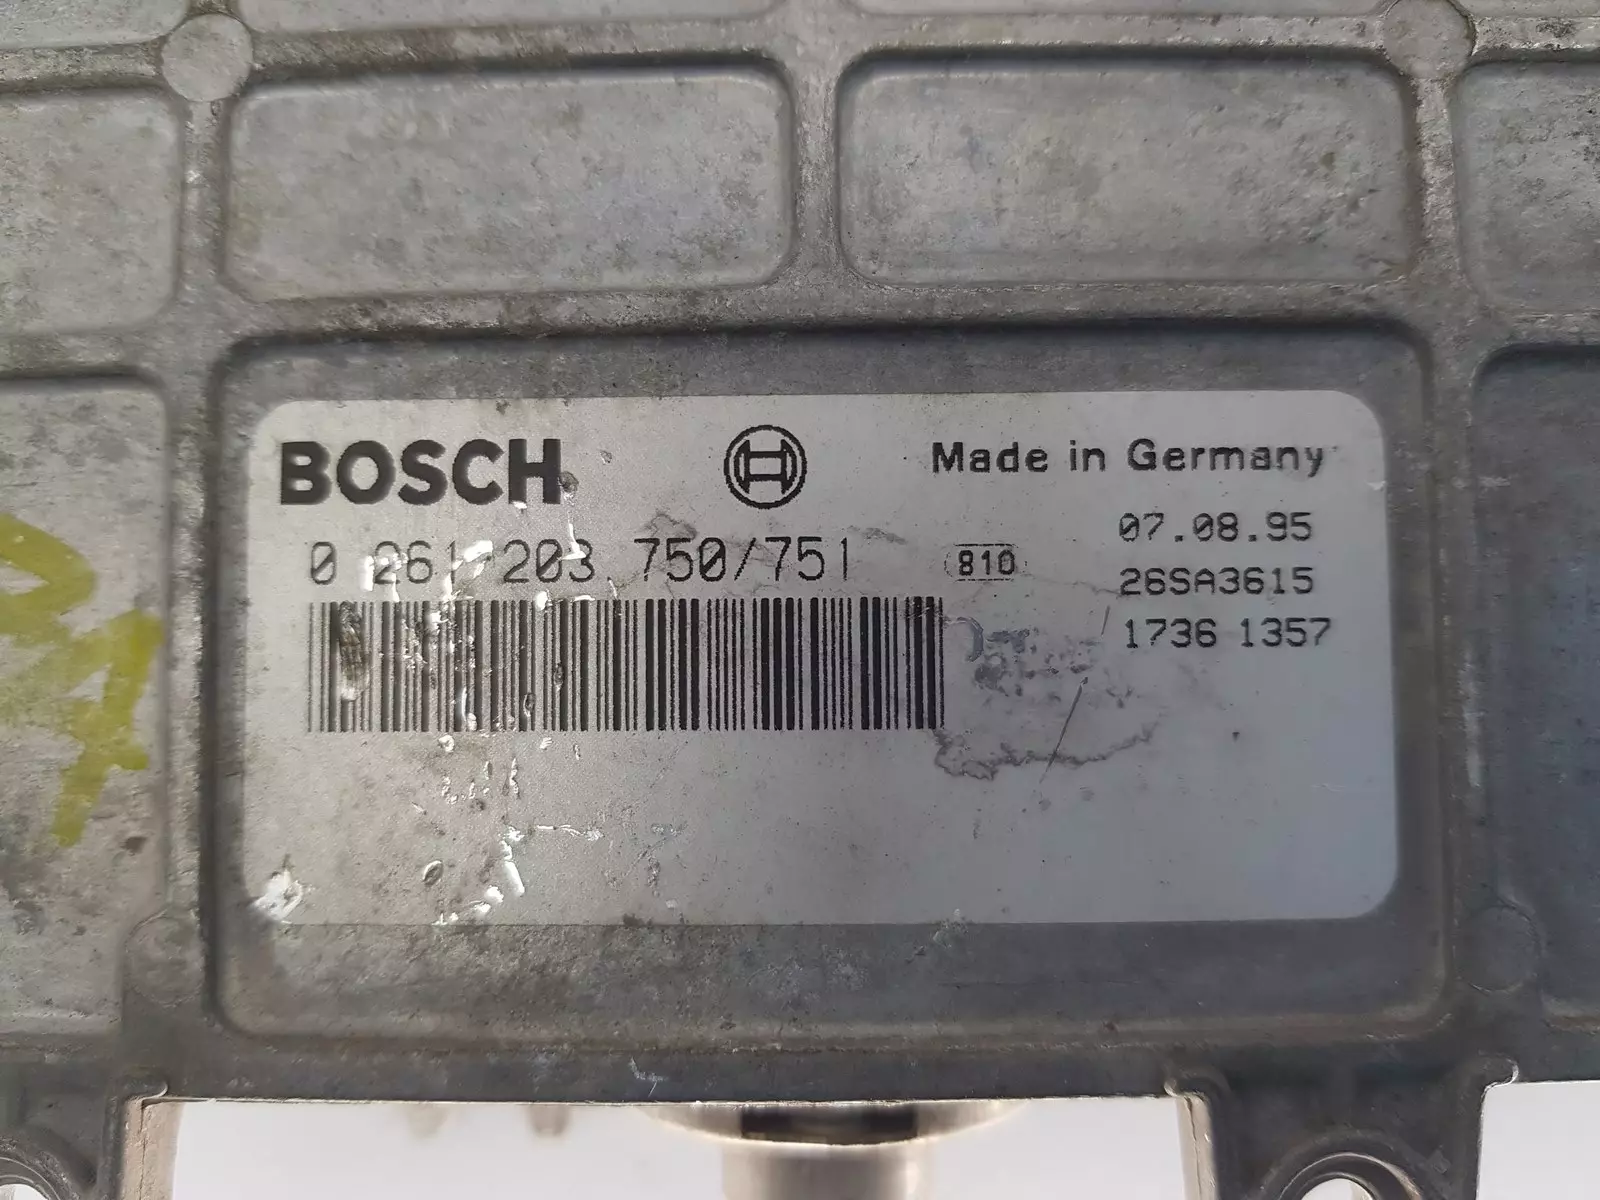 BOSCH
Made in Germany
07.08.95
0 261 203 750/751
810
26SA3615
1736 1357